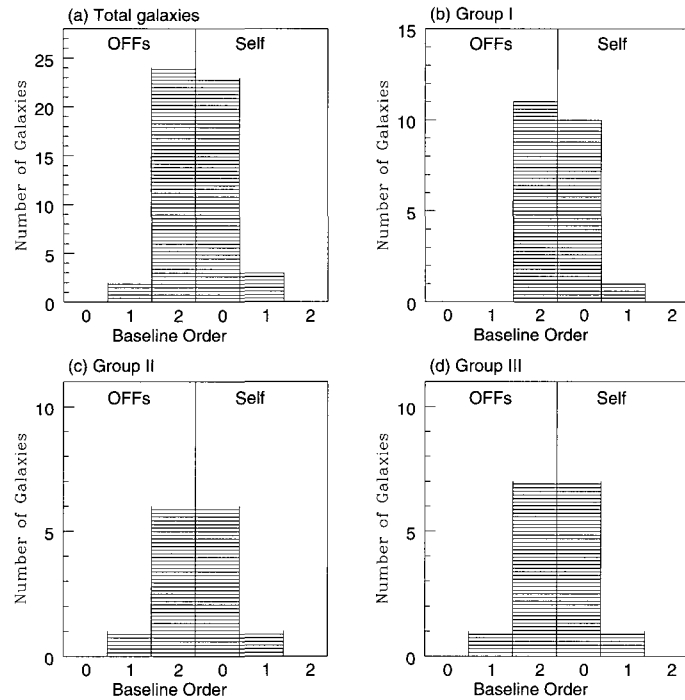 (a) Total galaxies
OFFs Self
Number of Galaxies
25
20
15
10
5
0
0 1 2 0 1 2
Baseline Order
(b) Group I
OFFs Self
Number of Galaxies
15
10
5
0
0 1 2 0 1 2
Baseline Order
(c) Group II
OFFs Self
Number of Galaxies
10
5
0
0 1 2 0 1 2
Baseline Order
(d) Group III
OFFs Self
Number of Galaxies
10
5
0
0 1 2 0 1 2
Baseline Order